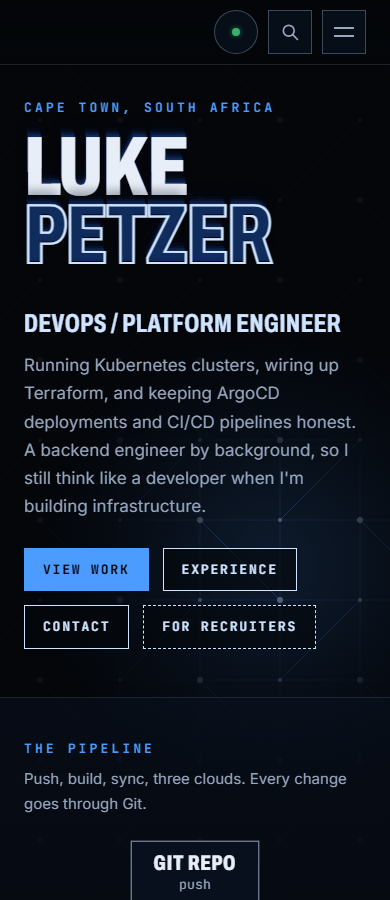 CAPE TOWN, SOUTH AFRICA
LUKE
PETZER
DEVOPS / PLATFORM ENGINEER
Running Kubernetes clusters, wiring up
Terraform, and keeping ArgoCD
deployments and CI/CD pipelines honest.
A backend engineer by background, so I
still think like a developer when I'm
building infrastructure.
VIEW WORK
EXPERIENCE
CONTACT
FOR RECRUITERS
THE PIPELINE
Push, build, sync, three clouds. Every change
goes through Git.
GIT REPO
push